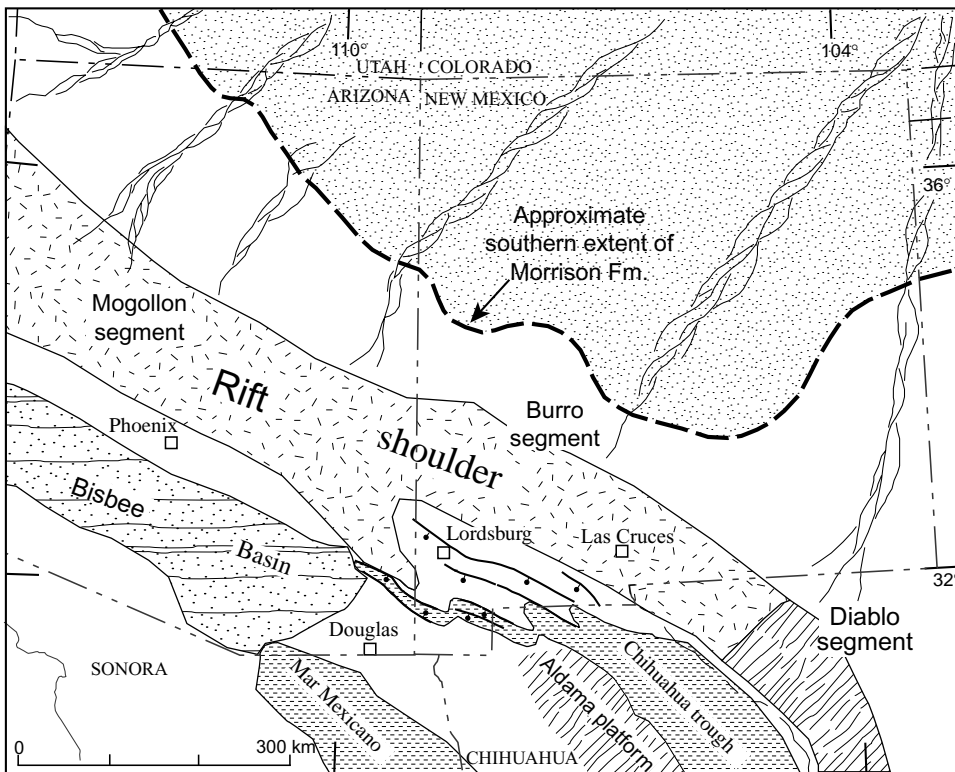 110°
104°
UTAH
COLORADO
ARIZONA
NEW MEXICO
36°
Approximate
southern extent of
Morrison Fm.
Mogollon
segment
Rift
shoulder
Burro
segment
Phoenix
Bisbee
Basin
Lordsburg
Las Cruces
32°
Diablo
segment
Douglas
SONORA
Mar Mexicano
Aldama platform
Chihuahua trough
CHIHUAHUA
0
300 km